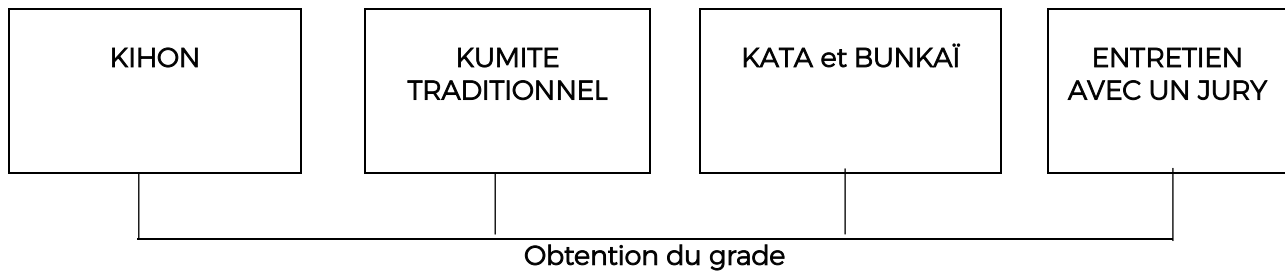 KIHON
KUMITE
TRADITIONNEL
KATA et BUNKAÏ
ENTRETIEN
AVEC UN JURY
Obtention du grade